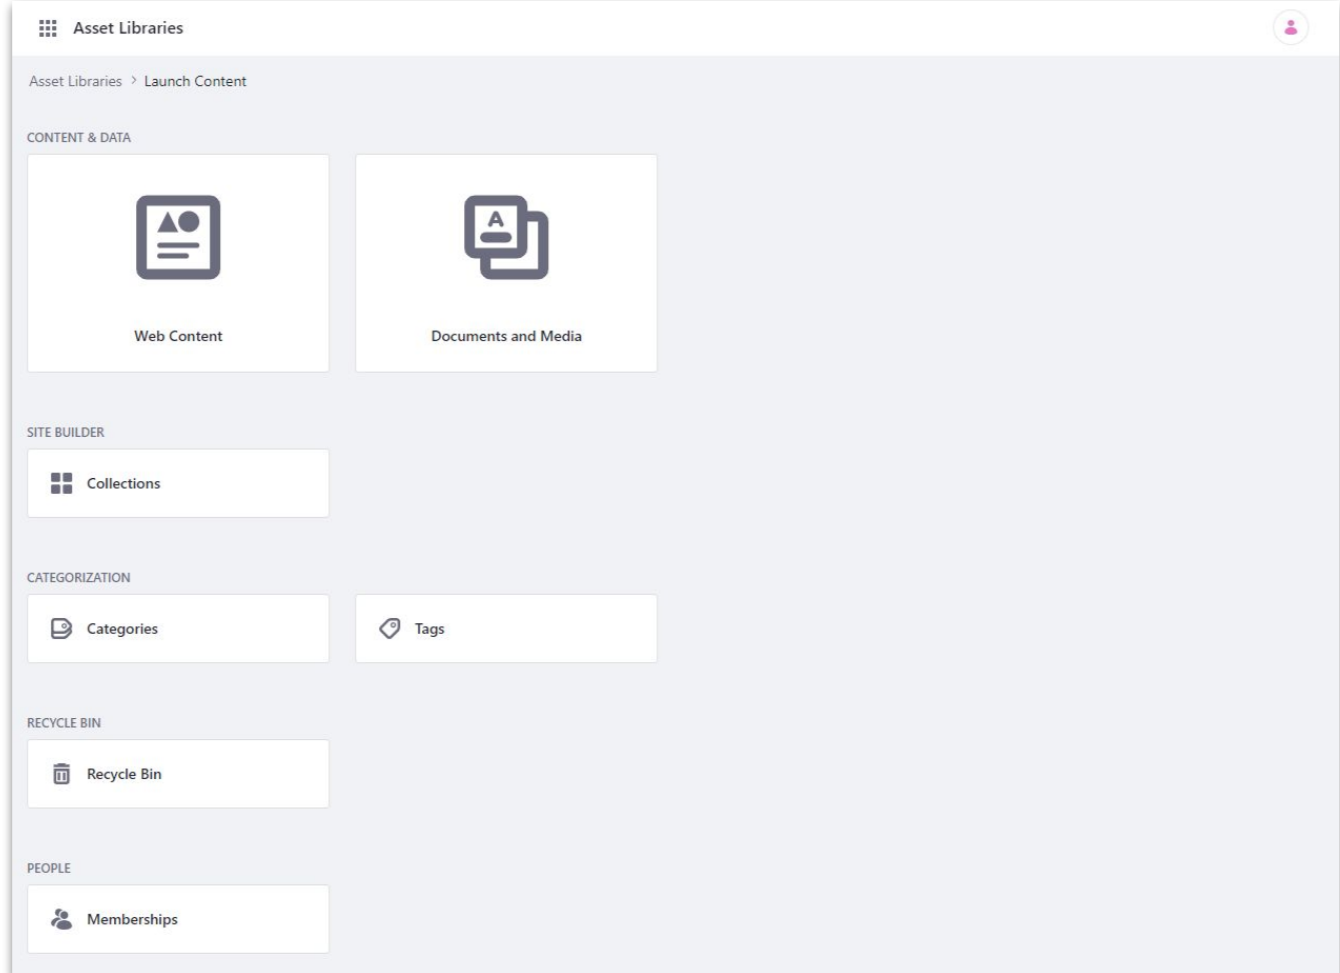 Asset Libraries
Asset Libraries > Launch Content
CONTENT & DATA
A
Web Content
Documents and Media
SITE BUILDER
Collections
CATEGORIZATION
Categories
Tags
RECYCLE BIN
Recycle Bin
PEOPLE
Memberships